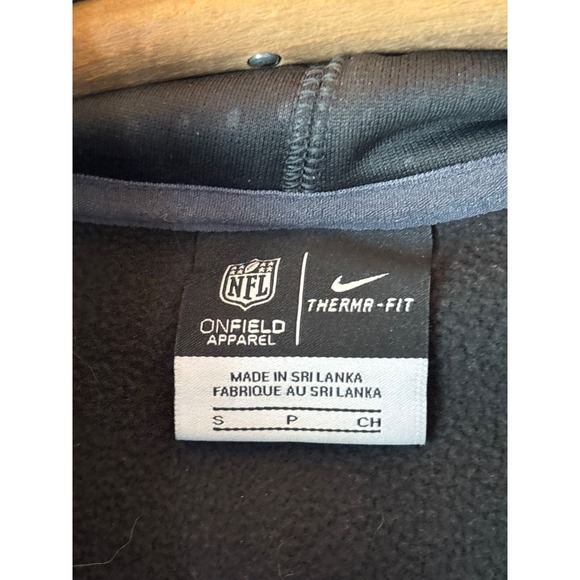 NFL
ONFIELD
APPAREL
THERMA-FIT
MADE IN SRI LANKA
FABRIQUE AU SRI LANKA
S P CH